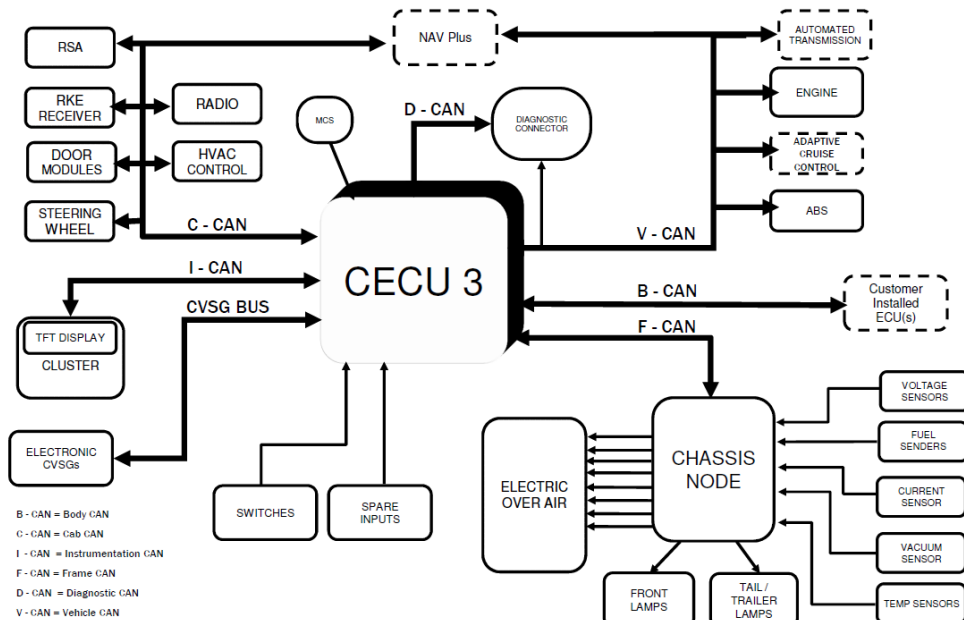 RSA
NAV Plus
AUTOMATED
TRANSMISSION
RKE
RECEIVER
RADIO
MCS
D - CAN
DIAGNOSTIC
CONNECTOR
ENGINE
DOOR
MODULES
HVAC
CONTROL
ADAPTIVE
CRUISE
CONTROL
STEERING
WHEEL
C - CAN
V - CAN
ABS
I - CAN
CECU 3
B - CAN
Customer
Installed
ECU(s)
CVSG BUS
F - CAN
TFT DISPLAY
CLUSTER
VOLTAGE
SENSORS
ELECTRONIC
CVSGs
SWITCHES
SPARE
INPUTS
ELECTRIC
OVER AIR
CHASSIS
NODE
FUEL
SENDERS
CURRENT
SENSOR
VACUUM
SENSOR
TEMP SENSORS
FRONT
LAMPS
TAIL /
TRAILER
LAMPS
B - CAN = Body CAN
C - CAN = Cab CAN
I - CAN = Instrumentation CAN
F - CAN = Frame CAN
D - CAN = Diagnostic CAN
V - CAN = Vehicle CAN